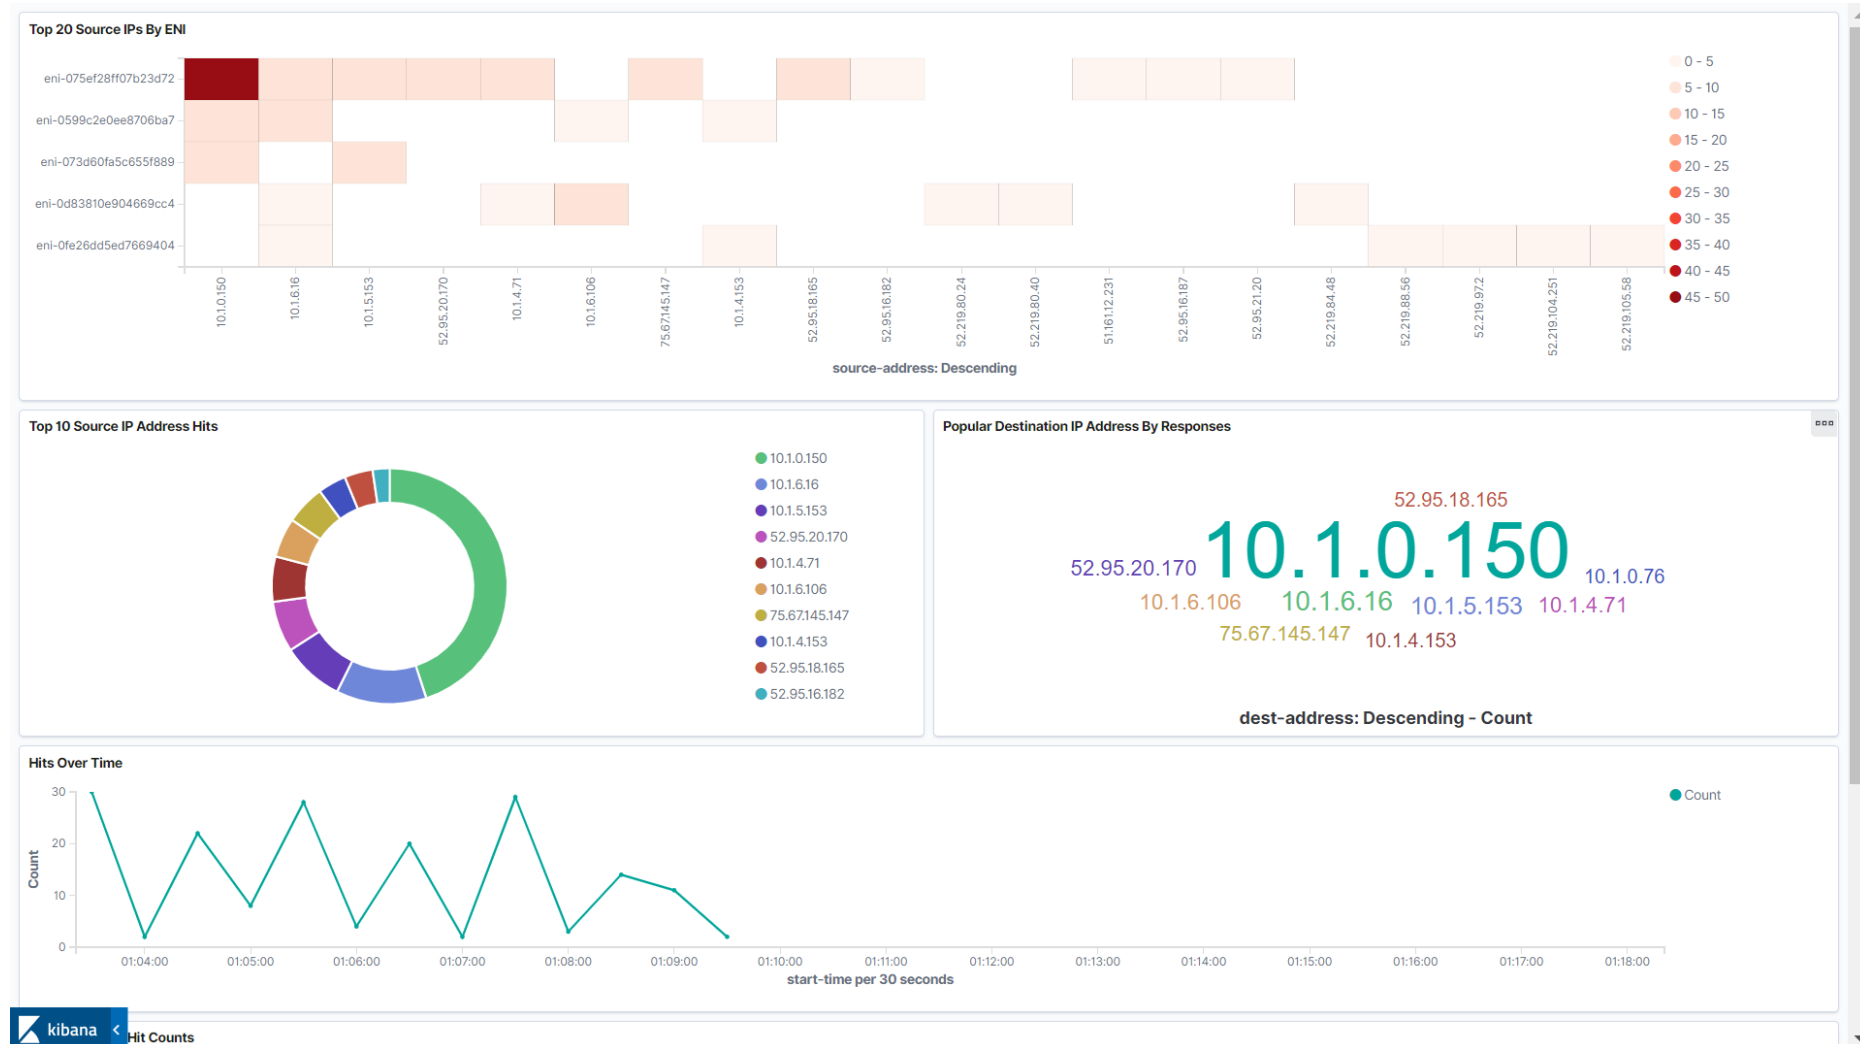 Top 20 Source IPs By ENI
eni-075ef28ff07b23d72
eni-0599c2e0ee8706ba7
eni-073d60fa5c655f889
eni-0d83810e904669cc4
eni-0fe26dd5ed7669404
10.1.0.150
10.1.6.16
10.1.5.153
52.95.20.170
10.1.4.71
10.1.6.106
75.67.145.147
10.1.4.153
52.95.18.165
52.95.16.182
52.219.80.24
52.219.80.40
51.161.12.231
52.95.16.187
52.95.21.20
52.219.84.48
52.219.88.56
52.219.97.2
52.219.104.251
52.219.105.58
source-address: Descending
0 - 5
5 - 10
10 - 15
15 - 20
20 - 25
25 - 30
30 - 35
35 - 40
40 - 45
45 - 50
Top 10 Source IP Address Hits
10.1.0.150
10.1.6.16
10.1.5.153
52.95.20.170
10.1.4.71
10.1.6.106
75.67.145.147
10.1.4.153
52.95.18.165
52.95.16.182
Popular Destination IP Address By Responses
52.95.18.165
52.95.20.170 10.1.0.150 10.1.0.76
10.1.6.106 10.1.6.16 10.1.5.153 10.1.4.71
75.67.145.147 10.1.4.153
dest-address: Descending - Count
Hits Over Time
Count
30
20
10
0
01:04:00 01:05:00 01:06:00 01:07:00 01:08:00 01:09:00 01:10:00 01:11:00 01:12:00 01:13:00 01:14:00 01:15:00 01:16:00 01:17:00 01:18:00
start-time per 30 seconds
Count
kibana
Hit Counts